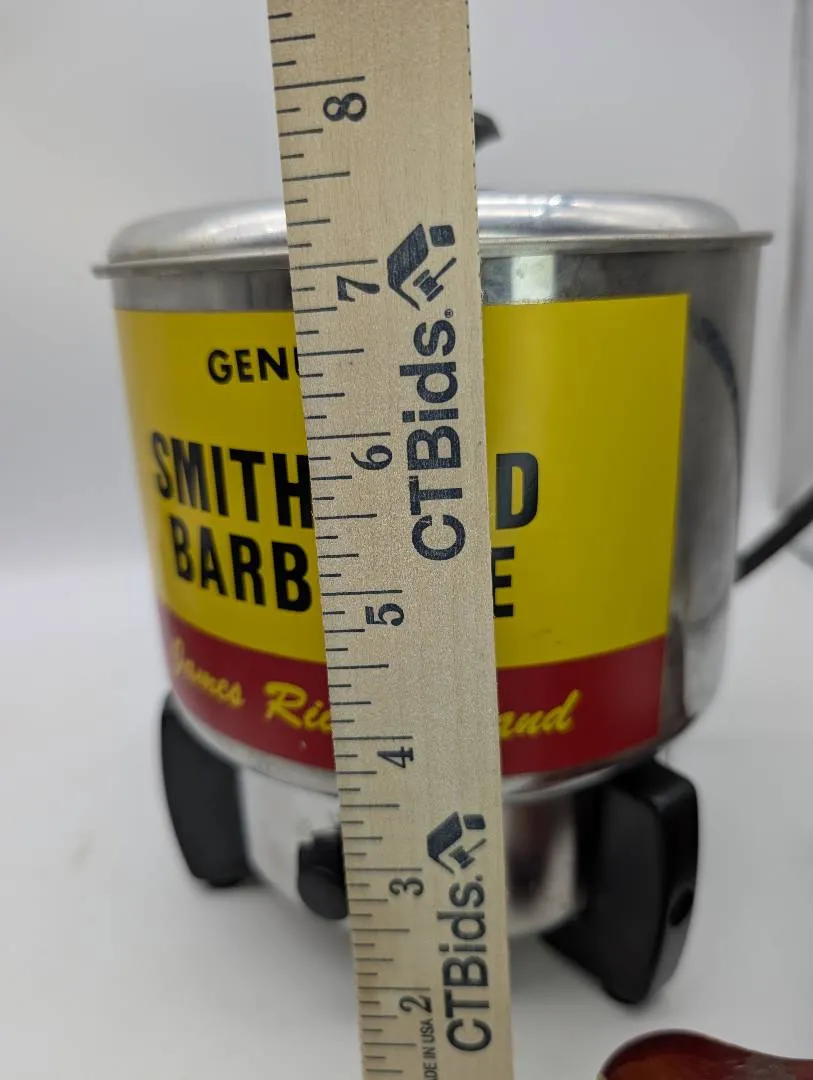 8
7
6
5
4
3
2
CTBids.®
CTBids.
DE IN USA
GENU
SMITH D
BARB E
James Ri and